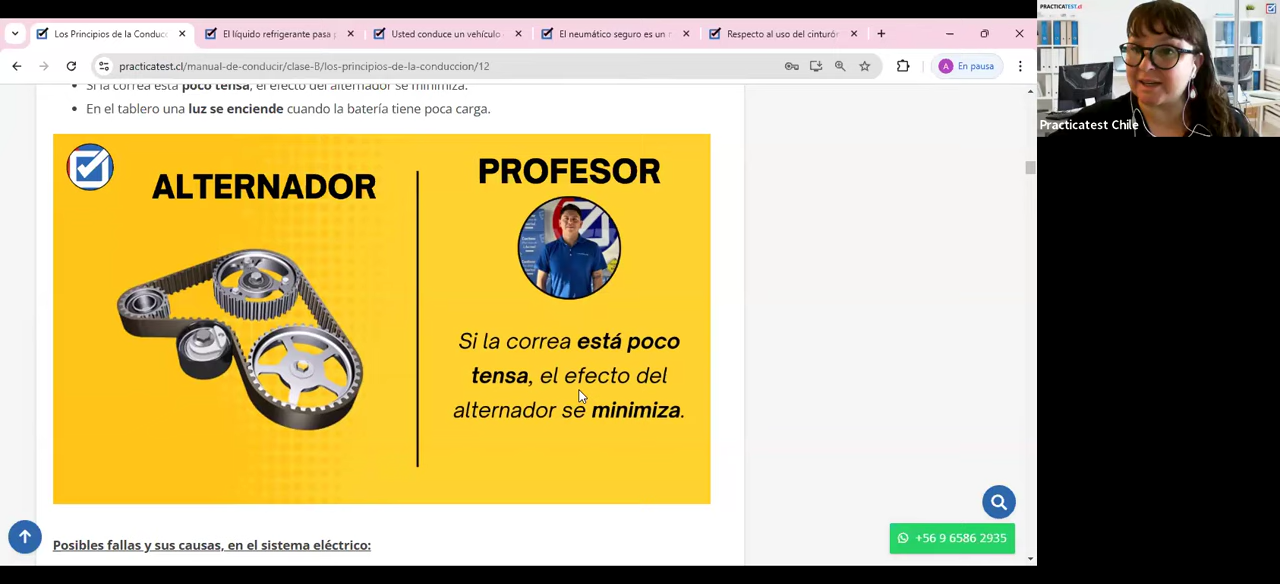 Los Principios de la Conducc
El líquido refrigerante pasa p
Usted conduce un vehículo c
El neumático seguro es un n
Respecto al uso del cinturón
practicatest.cl/manual-de-conducir/clase-B/los-principios-de-la-conduccion/12
A
En pausa
PRACTICATEST.cl
Practicatest Chile
Si la correa está poco tensa, el efecto del alternador se minimiza.
En el tablero una luz se enciende cuando la batería tiene poca carga.
ALTERNADOR
PROFESOR
Si la correa está poco
tensa, el efecto del
alternador se minimiza.
+56 9 6586 2935
Posibles fallas y sus causas, en el sistema eléctrico: